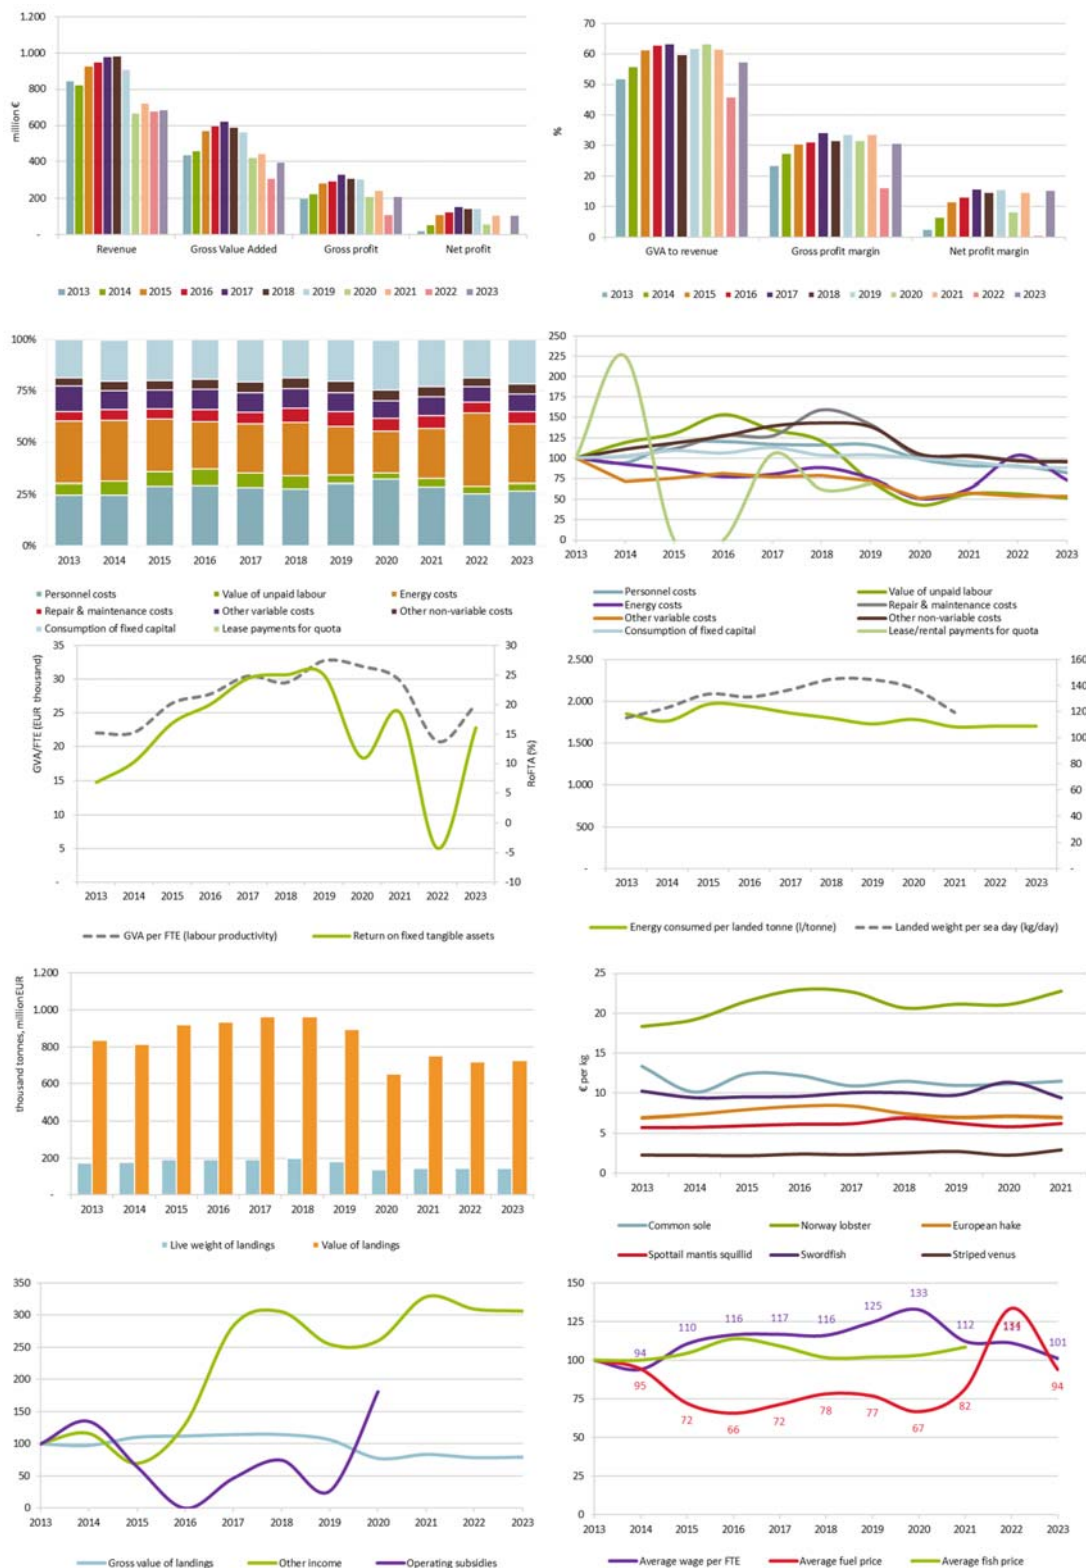 1.200
1.000
800
600
400
200
-
million €
Revenue Gross Value Added Gross profit Net profit
2013 2014 2015 2016 2017 2018 2019 2020 2021 2022 2023
70
60
50
40
30
20
10
0
%
GVA to revenue Gross profit margin Net profit margin
2013 2014 2015 2016 2017 2018 2019 2020 2021 2022 2023
100%
75%
50%
25%
0%
2013 2014 2015 2016 2017 2018 2019 2020 2021 2022 2023
Personnel costs Value of unpaid labour Energy costs
Repair & maintenance costs Other variable costs Other non-variable costs
Consumption of fixed capital Lease payments for quota
250
225
200
175
150
125
100
75
50
25
0
2013 2014 2015 2016 2017 2018 2019 2020 2021 2022 2023
Personnel costs Value of unpaid labour
Energy costs Repair & maintenance costs
Other variable costs Other non-variable costs
Consumption of fixed capital Lease/rental payments for quota
35
30
25
20
15
10
5
-
GVA/FTE (EUR thousand)
30
25
20
15
10
5
0
-5
-10
RoFTA (%)
2013 2014 2015 2016 2017 2018 2019 2020 2021 2022 2023
GVA per FTE (labour productivity) Return on fixed tangible assets
2.500
2.000
1.500
1.000
500
-
160
140
120
100
80
60
40
20
-
2013 2014 2015 2016 2017 2018 2019 2020 2021 2022 2023
Energy consumed per landed tonne (l/tonne) Landed weight per sea day (kg/day)
1.200
1.000
800
600
400
200
-
thousand tonnes, million EUR
2013 2014 2015 2016 2017 2018 2019 2020 2021 2022 2023
Live weight of landings Value of landings
25
20
15
10
5
0
€ per kg
2013 2014 2015 2016 2017 2018 2019 2020 2021
Common sole Norway lobster European hake
Spottail mantis squillid Swordfish Striped venus
350
300
250
200
150
100
50
0
2013 2014 2015 2016 2017 2018 2019 2020 2021 2022 2023
Gross value of landings Other income Operating subsidies
150
125
100
75
50
25
0
94 110 116 117 116 125 133 112 111 101
95 72 66 72 78 77 67 82 134 94
2013 2014 2015 2016 2017 2018 2019 2020 2021 2022 2023
Average wage per FTE Average fuel price Average fish price